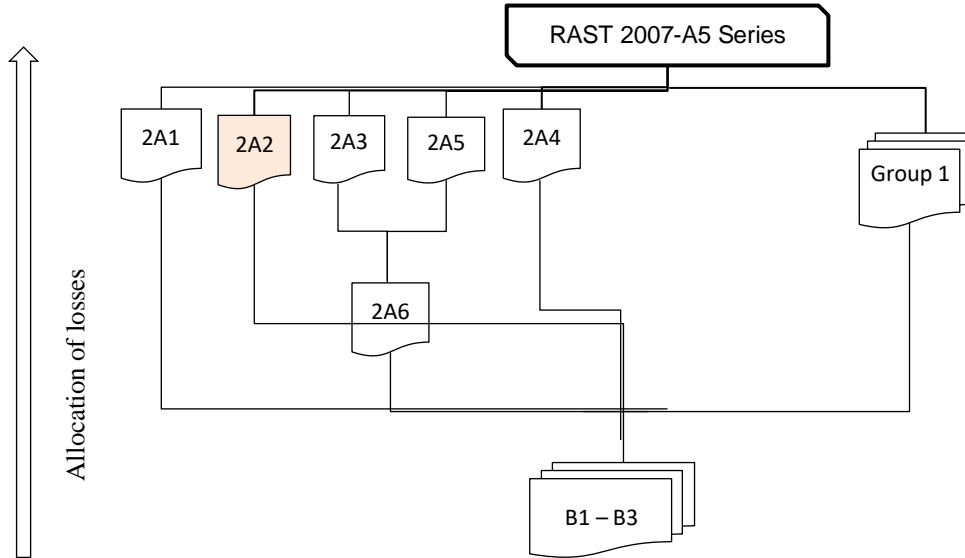 RAST 2007-A5 Series
2A1
2A2
2A3
2A5
2A4
Group 1
2A6
Allocation of losses
B1 – B3